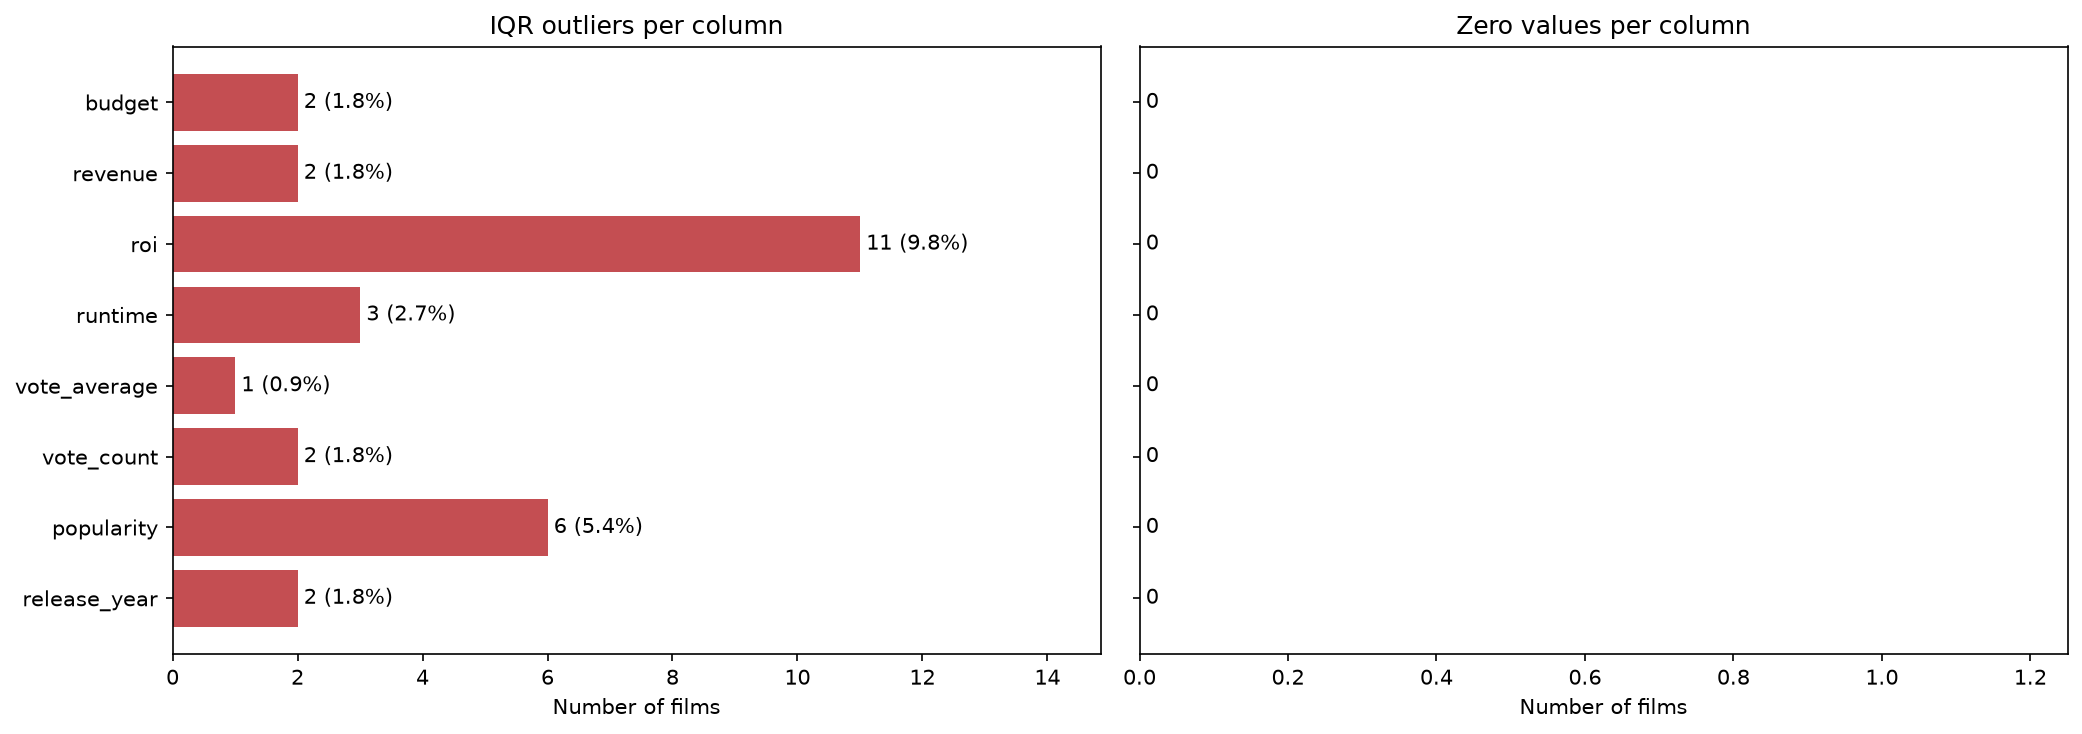 IQR outliers per column
budget 2 (1.8%)
revenue 2 (1.8%)
roi 11 (9.8%)
runtime 3 (2.7%)
vote_average 1 (0.9%)
vote_count 2 (1.8%)
popularity 6 (5.4%)
release_year 2 (1.8%)
0 2 4 6 8 10 12 14
Number of films
Zero values per column
0
0
0
0
0
0
0
0
0.0 0.2 0.4 0.6 0.8 1.0 1.2
Number of films